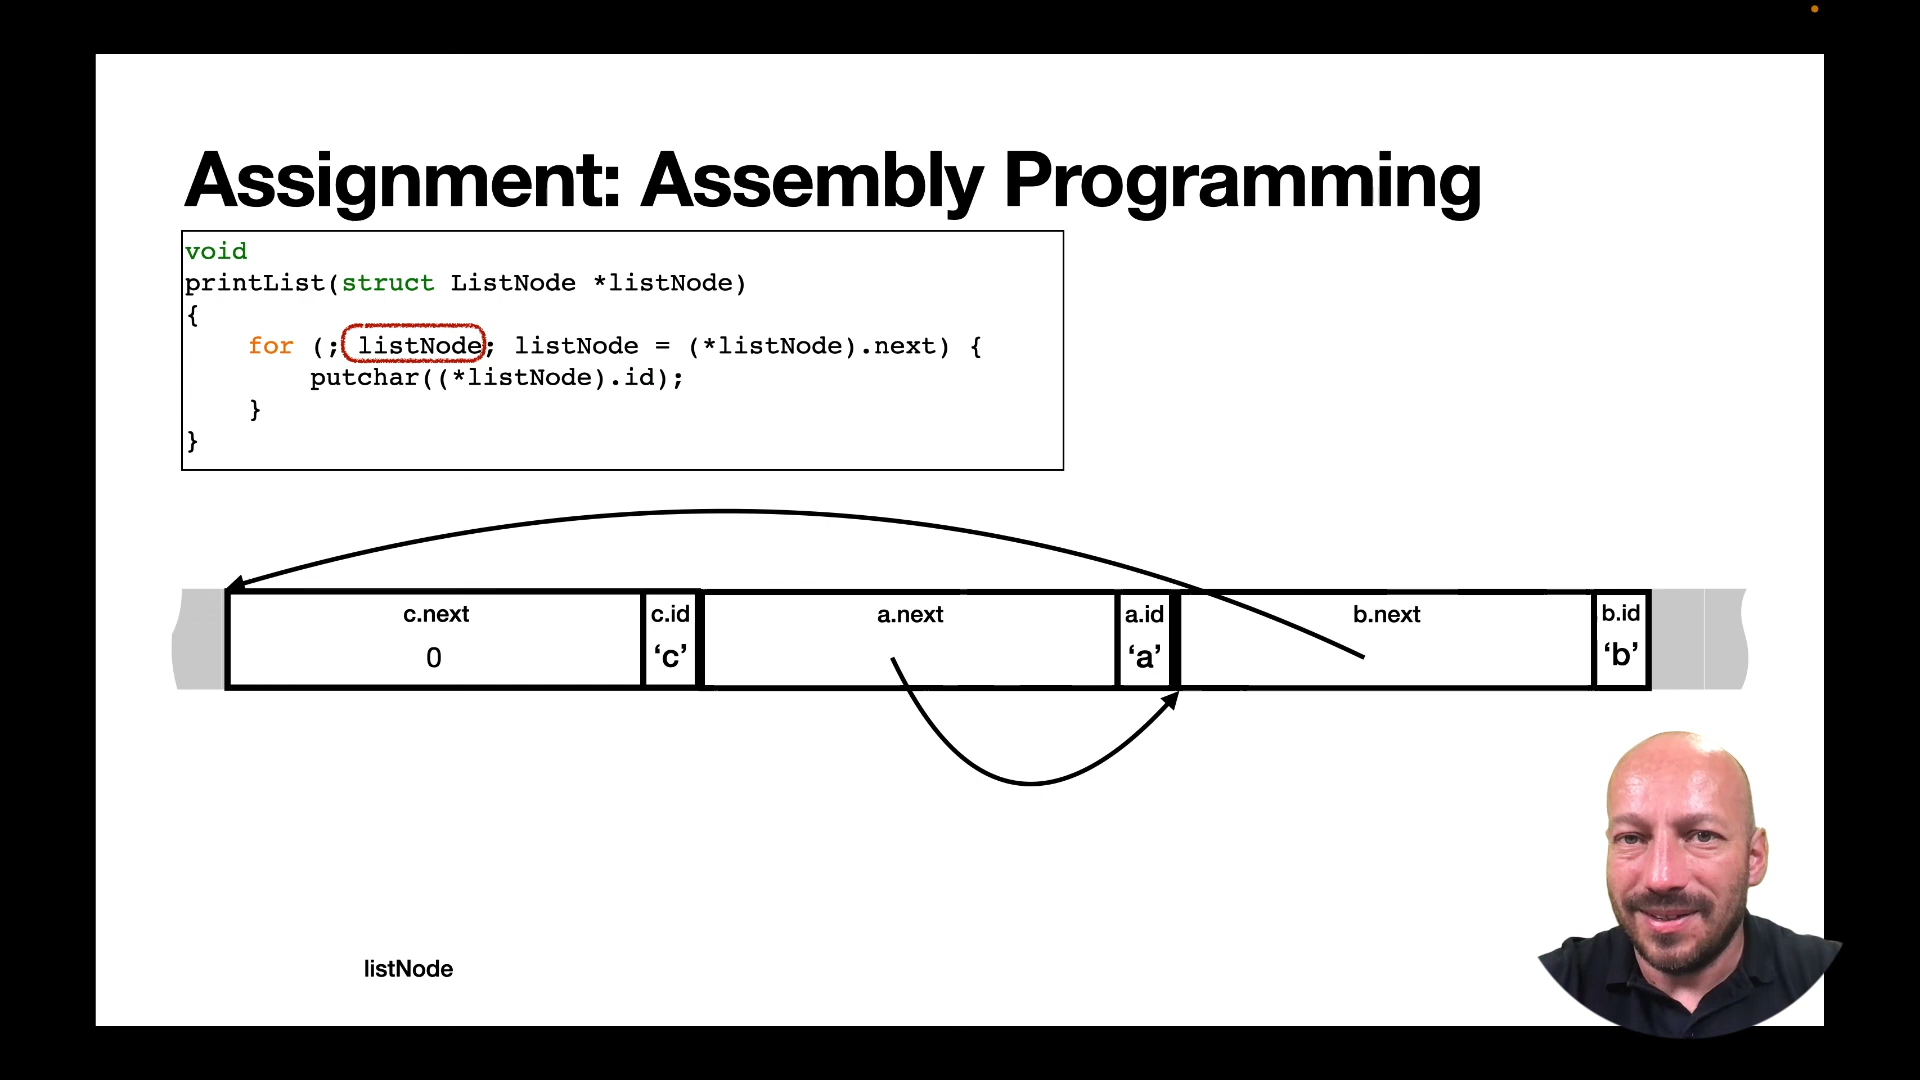 Assignment: Assembly Programming
void
printList(struct ListNode *listNode)
{
    for (; listNode; listNode = (*listNode).next) {
        putchar((*listNode).id);
    }
}
c.next c.id a.next a.id b.next b.id
0 ‘c’ ‘a’ ‘b’
listNode